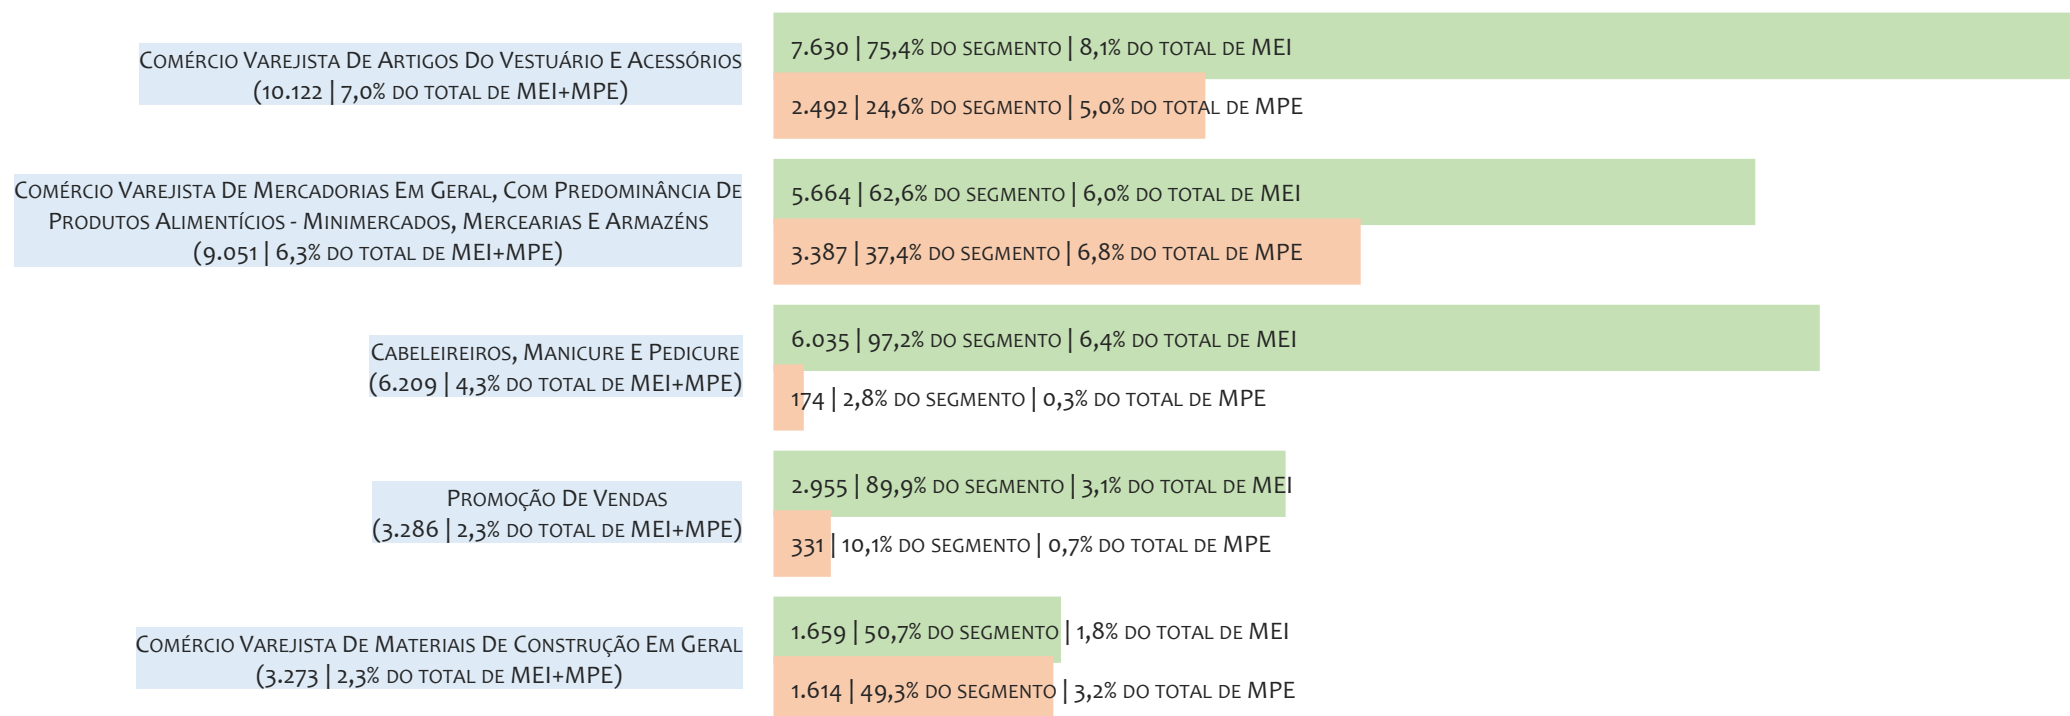 Comércio Varejista De Artigos Do Vestuário E Acessórios
(10.122 | 7,0% do total de MEI+MPE)
7.630 | 75,4% do segmento | 8,1% do total de MEI
2.492 | 24,6% do segmento | 5,0% do total de MPE
Comércio Varejista De Mercadorias Em Geral, Com Predominância De
Produtos Alimentícios - Minimercados, Mercearias E Armazéns
(9.051 | 6,3% do total de MEI+MPE)
5.664 | 62,6% do segmento | 6,0% do total de MEI
3.387 | 37,4% do segmento | 6,8% do total de MPE
Cabeleireiros, Manicure E Pedicure
(6.209 | 4,3% do total de MEI+MPE)
6.035 | 97,2% do segmento | 6,4% do total de MEI
174 | 2,8% do segmento | 0,3% do total de MPE
Promoção De Vendas
(3.286 | 2,3% do total de MEI+MPE)
2.955 | 89,9% do segmento | 3,1% do total de MEI
331 | 10,1% do segmento | 0,7% do total de MPE
Comércio Varejista De Materiais De Construção Em Geral
(3.273 | 2,3% do total de MEI+MPE)
1.659 | 50,7% do segmento | 1,8% do total de MEI
1.614 | 49,3% do segmento | 3,2% do total de MPE